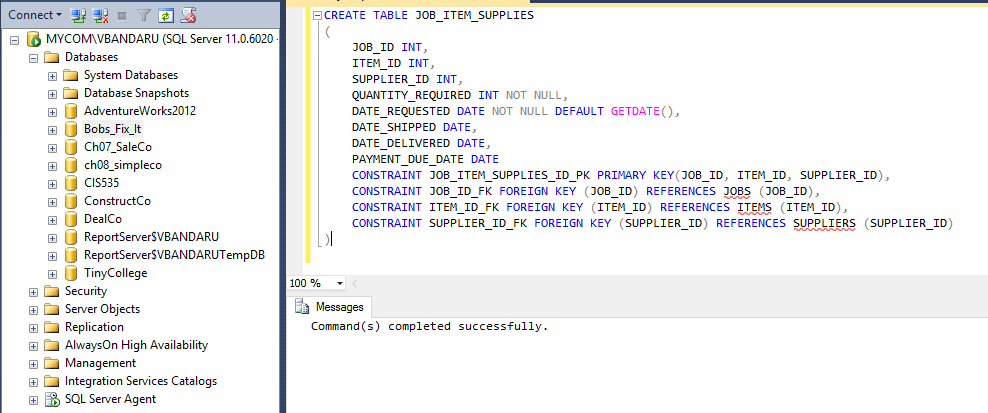 Connect
MYCOM\VBANDARU (SQL Server 11.0.6020 -
Databases
System Databases
Database Snapshots
AdventureWorks2012
Bobs_Fix_It
Ch07_SaleCo
ch08_simpleco
CIS535
ConstructCo
DealCo
ReportServer$VBANDARU
ReportServer$VBANDARUTempDB
TinyCollege
Security
Server Objects
Replication
AlwaysOn High Availability
Management
Integration Services Catalogs
SQL Server Agent
CREATE TABLE JOB_ITEM_SUPPLIES
(
JOB_ID INT,
ITEM_ID INT,
SUPPLIER_ID INT,
QUANTITY_REQUIRED INT NOT NULL,
DATE_REQUESTED DATE NOT NULL DEFAULT GETDATE(),
DATE_SHIPPED DATE,
DATE_DELIVERED DATE,
PAYMENT_DUE_DATE DATE
CONSTRAINT JOB_ITEM_SUPPLIES_ID_PK PRIMARY KEY(JOB_ID, ITEM_ID, SUPPLIER_ID),
CONSTRAINT JOB_ID_FK FOREIGN KEY (JOB_ID) REFERENCES JOBS (JOB_ID),
CONSTRAINT ITEM_ID_FK FOREIGN KEY (ITEM_ID) REFERENCES ITEMS (ITEM_ID),
CONSTRAINT SUPPLIER_ID_FK FOREIGN KEY (SUPPLIER_ID) REFERENCES SUPPLIERS (SUPPLIER_ID)
)
100 %
Messages
Command(s) completed successfully.